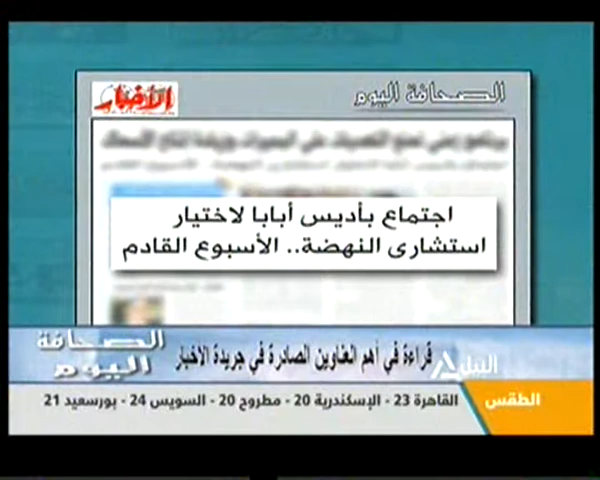 الصحافة اليوم
الأخبار
اجتماع بأديس أبابا لاختيار
استشارى النهضة.. الأسبوع القادم
الصحافة
اليوم
قراءة في أهم العناوين الصادرة في جريدة الاخبار
النيل
الطقس
القاهرة 23 - الإسكندرية 20 - مطروح 20 - السويس 24 - بورسعيد 21